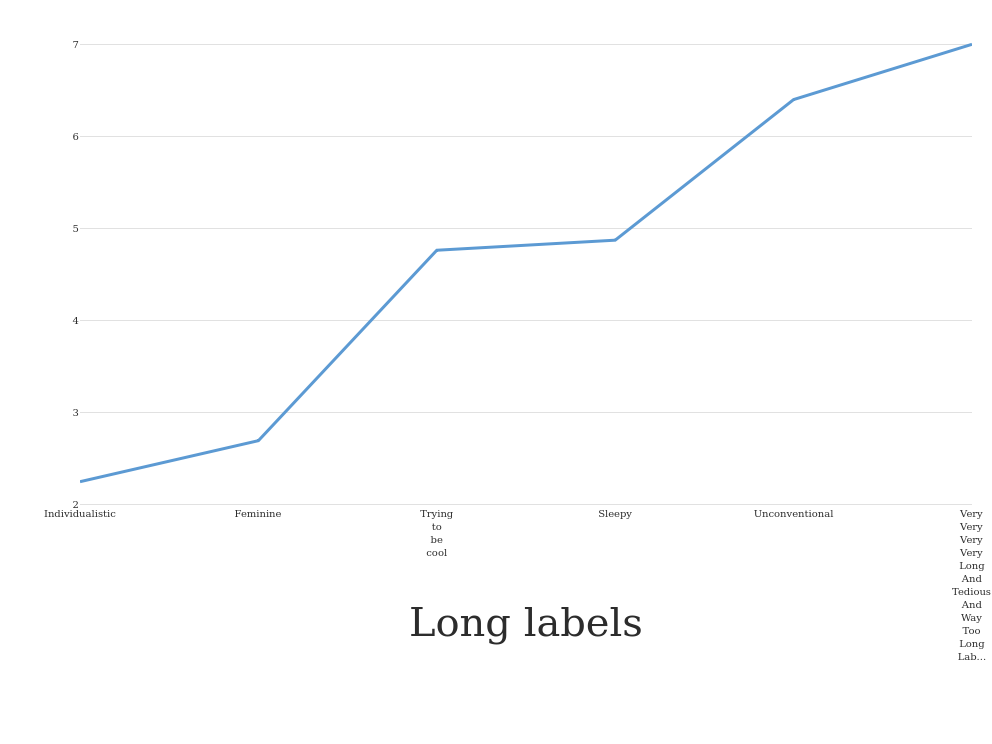 7
6
5
4
3
2
Individualistic
Feminine
Trying
to
be
cool
Sleepy
Unconventional
Very
Very
Very
Very
Long
And
Tedious
And
Way
Too
Long
Lab...
Long labels